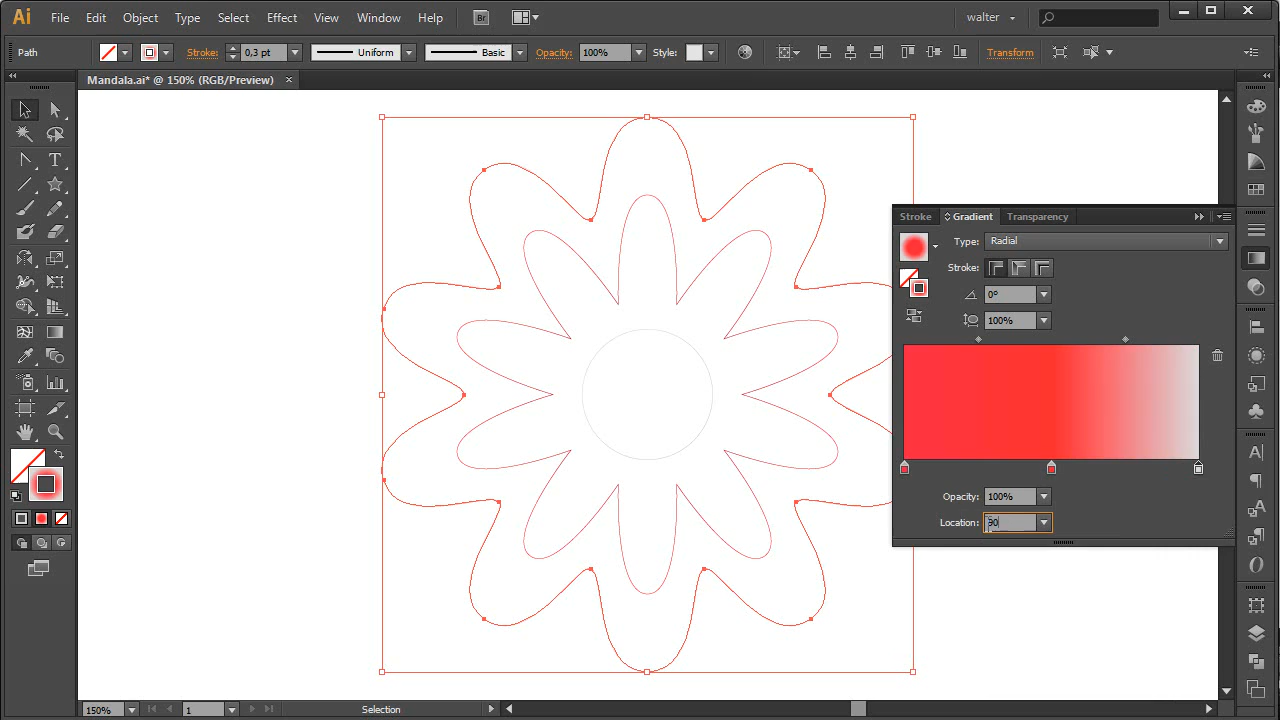 Ai File Edit Object Type Select Effect View Window Help Br walter
Path Stroke: 0,3 pt Uniform Basic Opacity: 100% Style: Transform
Mandala.ai* @ 150% (RGB/Preview)
Stroke Gradient Transparency
Type: Radial
Stroke:
0°
100%
Opacity: 100%
Location: 90
150% 1 Selection